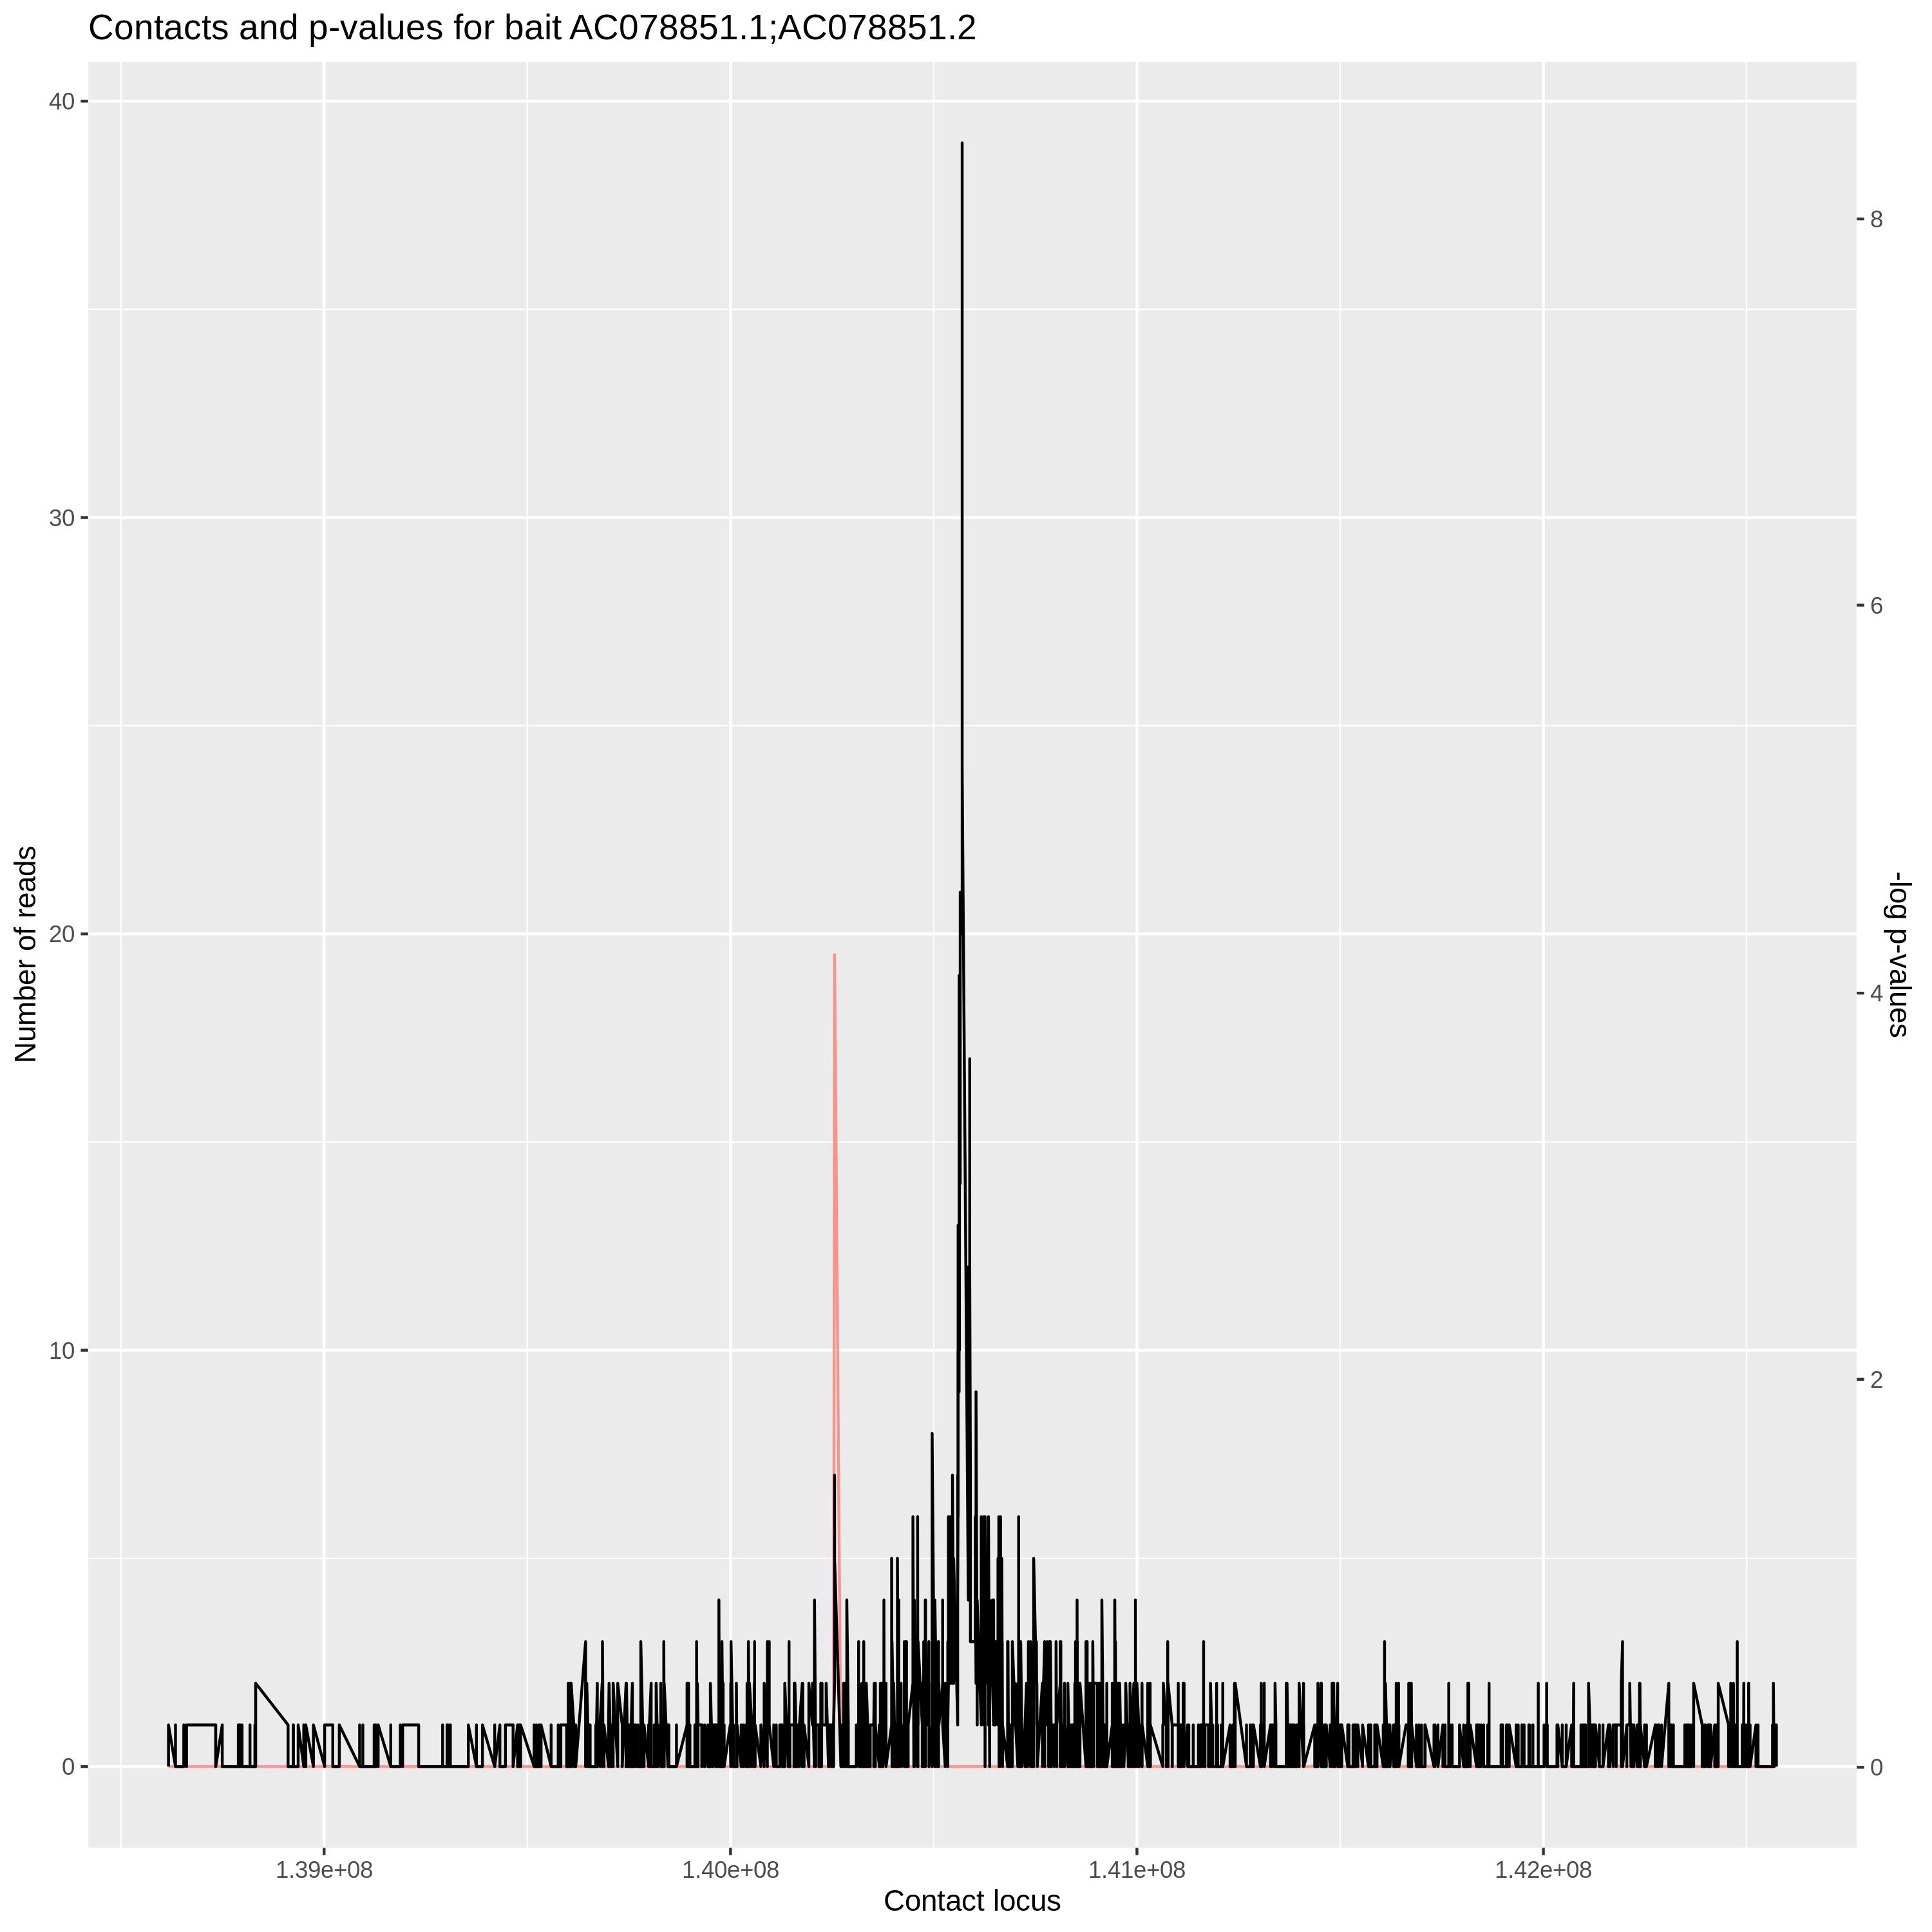 Contacts and p-values for bait AC078851.1;AC078851.2
40
30
20
10
0
Number of reads
8
6
4
2
0
-log p-values
1.39e+08 1.40e+08 1.41e+08 1.42e+08
Contact locus